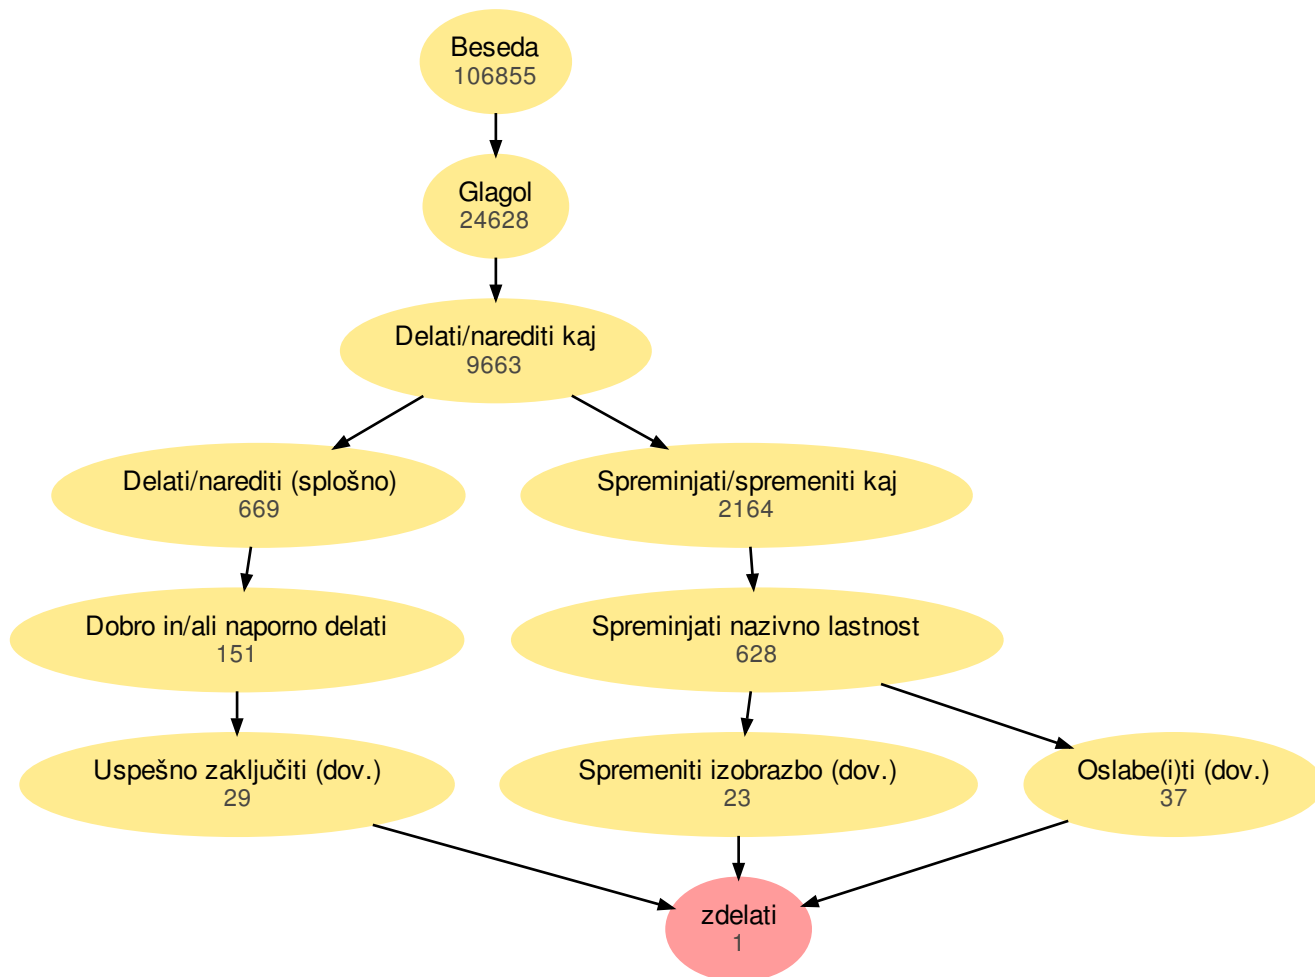 Beseda
106855
Glagol
24628
Delati/narediti kaj
9663
Delati/narediti (splošno)
669
Spreminjati/spremeniti kaj
2164
Dobro in/ali naporno delati
151
Spreminjati nazivno lastnost
628
Uspešno zaključiti (dov.)
29
Spremeniti izobrazbo (dov.)
23
Oslabe(i)ti (dov.)
37
zdelati
1